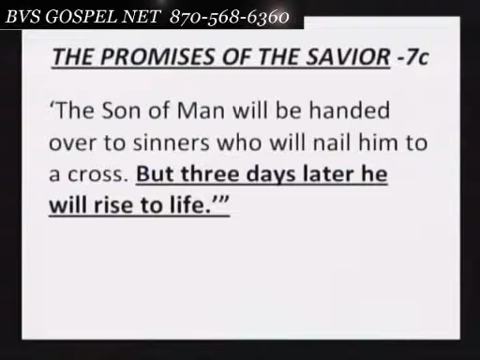 BVS GOSPEL NET 870-568-6360
THE PROMISES OF THE SAVIOR -7c
‘The Son of Man will be handed
over to sinners who will nail him to
a cross. But three days later he
will rise to life.’”